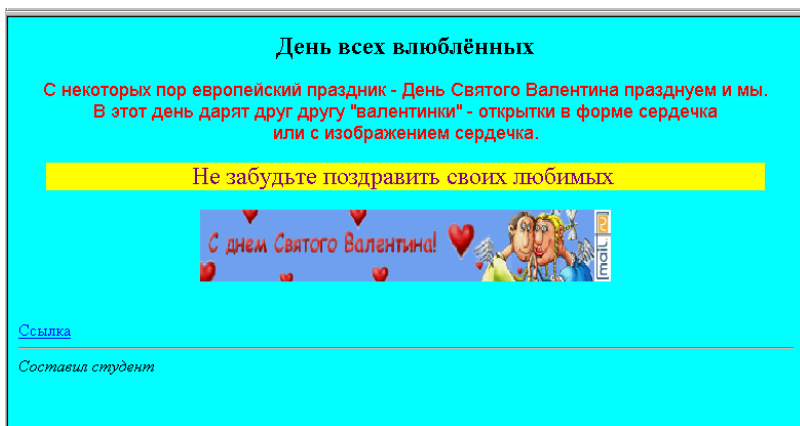 День всех влюблённых
С некоторых пор европейский праздник - День Святого Валентина празднуем и мы.
В этот день дарят друг другу "валентинки" - открытки в форме сердечка
или с изображением сердечка.
Не забудьте поздравить своих любимых
С днем Святого Валентина!
mail
Ссылка
Составил студент